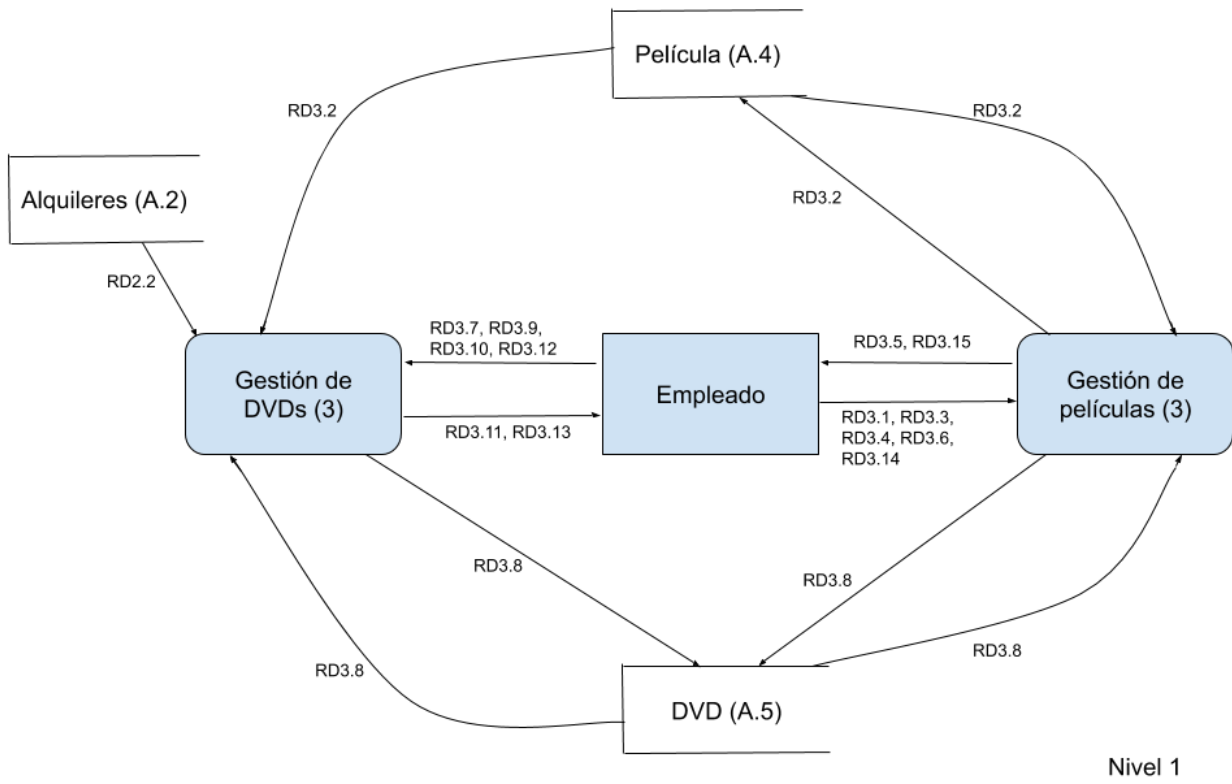 Película (A.4)
RD3.2
RD3.2
Alquileres (A.2)
RD3.2
RD2.2
RD3.7, RD3.9,
RD3.10, RD3.12
RD3.5, RD3.15
Gestión de
DVDs (3)
Empleado
Gestión de
películas (3)
RD3.11, RD3.13
RD3.1, RD3.3,
RD3.4, RD3.6,
RD3.14
RD3.8
RD3.8
RD3.8
RD3.8
DVD (A.5)
Nivel 1